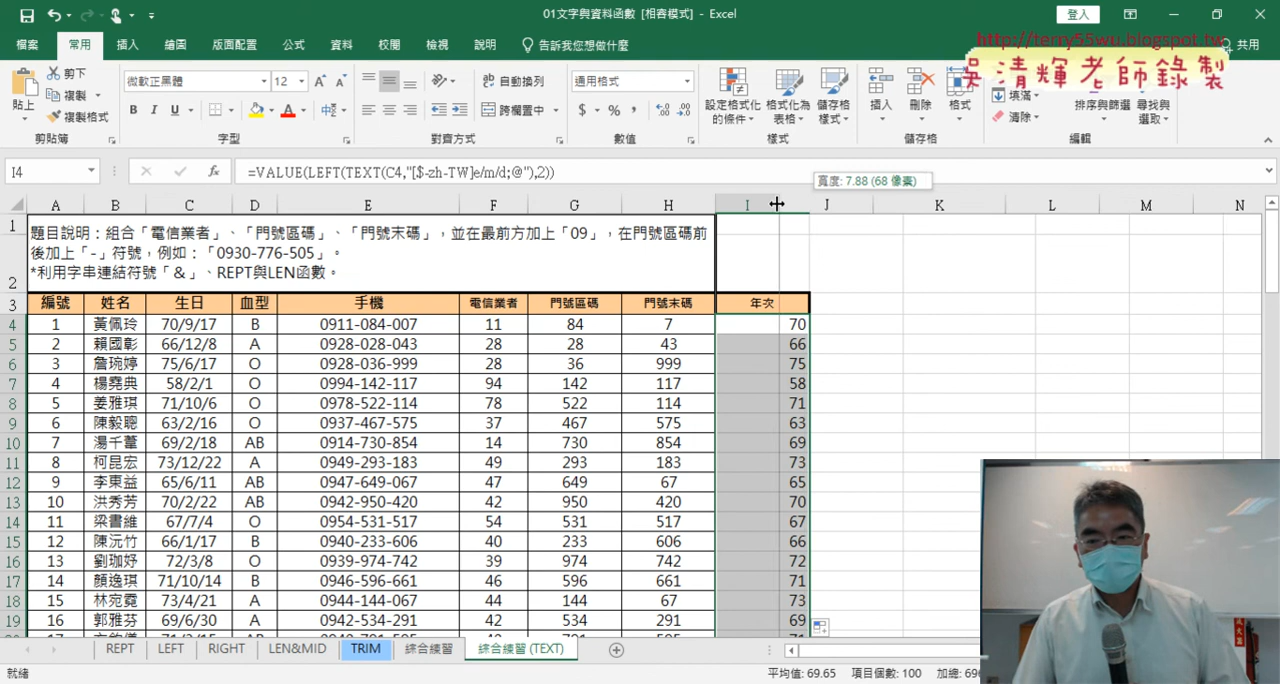 01文字與資料函數 [相容模式] - Excel
登入
檔案 常用 插入 繪圖 版面配置 公式 資料 校閱 檢視 說明 告訴我您想做什麼 共用
http://terry55wu.blogspot.tw
吳清輝老師錄製
貼上 剪下 複製 複製格式 剪貼簿
微軟正黑體 12 B I U A 字型
自動換列 跨欄置中 對齊方式
通用格式 $ % , 數值
設定格式化的條件 格式化為表格 儲存格樣式 樣式
插入 刪除 格式 儲存格
填滿 清除 排序與篩選 尋找與選取 編輯
I4 fx =VALUE(LEFT(TEXT(C4,"[$-zh-TW]e/m/d;@"),2))
寬度: 7.88 (68 像素)
A B C D E F G H I J K L M N
1 題目說明：組合「電信業者」、「門號區碼」、「門號末碼」，並在最前方加上「09」，在門號區碼前
後加上「-」符號，例如：「0930-776-505」。
2 *利用字串連結符號「&」、REPT與LEN函數。
3 編號 姓名 生日 血型 手機 電信業者 門號區碼 門號末碼 年次
4 1 黃佩玲 70/9/17 B 0911-084-007 11 84 7 70
5 2 賴國彰 66/12/8 A 0928-028-043 28 28 43 66
6 3 詹琬婷 75/6/17 O 0928-036-999 28 36 999 75
7 4 楊堯典 58/2/1 O 0994-142-117 94 142 117 58
8 5 姜雅琪 71/10/6 O 0978-522-114 78 522 114 71
9 6 陳毅聰 63/2/16 O 0937-467-575 37 467 575 63
10 7 湯千葦 69/2/18 AB 0914-730-854 14 730 854 69
11 8 柯昆宏 73/12/22 A 0949-293-183 49 293 183 73
12 9 李東益 65/6/11 AB 0947-649-067 47 649 67 65
13 10 洪秀芳 70/2/22 AB 0942-950-420 42 950 420 70
14 11 梁書維 67/7/4 O 0954-531-517 54 531 517 67
15 12 陳沅竹 66/1/17 B 0940-233-606 40 233 606 66
16 13 劉珈妤 72/3/8 O 0939-974-742 39 974 742 72
17 14 顏逸琪 71/10/14 B 0946-596-661 46 596 661 71
18 15 林宛霓 73/4/21 A 0944-144-067 44 144 67 73
19 16 郭雅芬 69/6/30 A 0942-534-291 42 534 291 69
REPT LEFT RIGHT LEN&MID TRIM 綜合練習 綜合練習 (TEXT)
就緒 平均值: 69.65 項目個數: 100